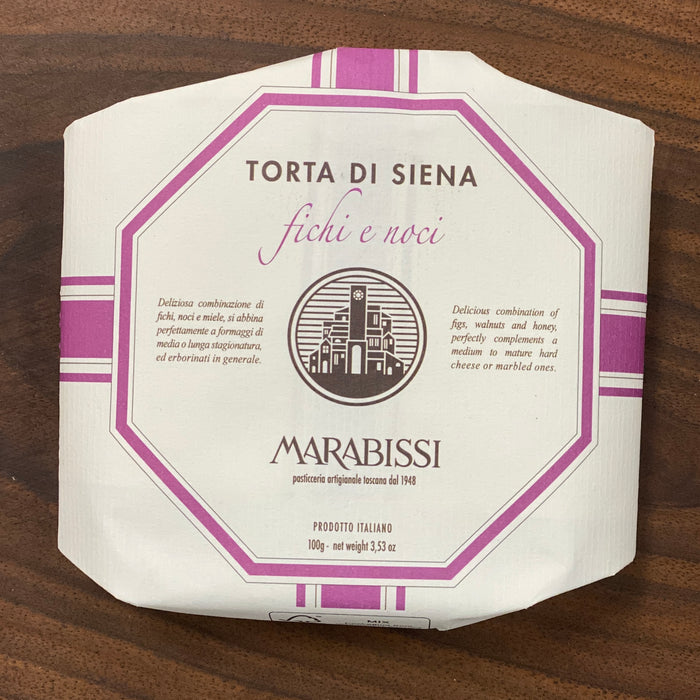 TORTA DI SIENA
fichi e noci
Deliziosa combinazione di
fichi, noci e miele, si abbina
perfettamente a formaggi di
media o lunga stagionatura,
ed erborinati in generale.
Delicious combination of
figs, walnuts and honey,
perfectly complements a
medium to mature hard
cheese or marbled ones.
MARABISSI
pasticceria artigianale toscana dal 1948
PRODOTTO ITALIANO
100g - net weight 3,53 oz
MIX